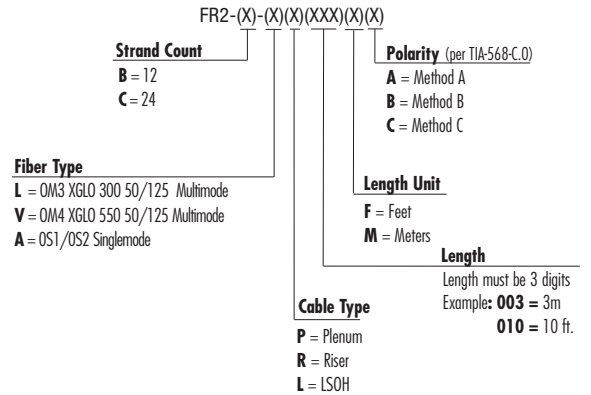 FR2-(X)-(X)(X)(XXX)(X)(X)
Strand Count
B = 12
C = 24
Polarity (per TIA-568-C.0)
A = Method A
B = Method B
C = Method C
Fiber Type
L = OM3 XGLO 300 50/125 Multimode
V = OM4 XGLO 550 50/125 Multimode
A = OS1/OS2 Singlemode
Length Unit
F = Feet
M = Meters
Length
Length must be 3 digits
Example: 003 = 3m
010 = 10 ft.
Cable Type
P = Plenum
R = Riser
L = LSOH